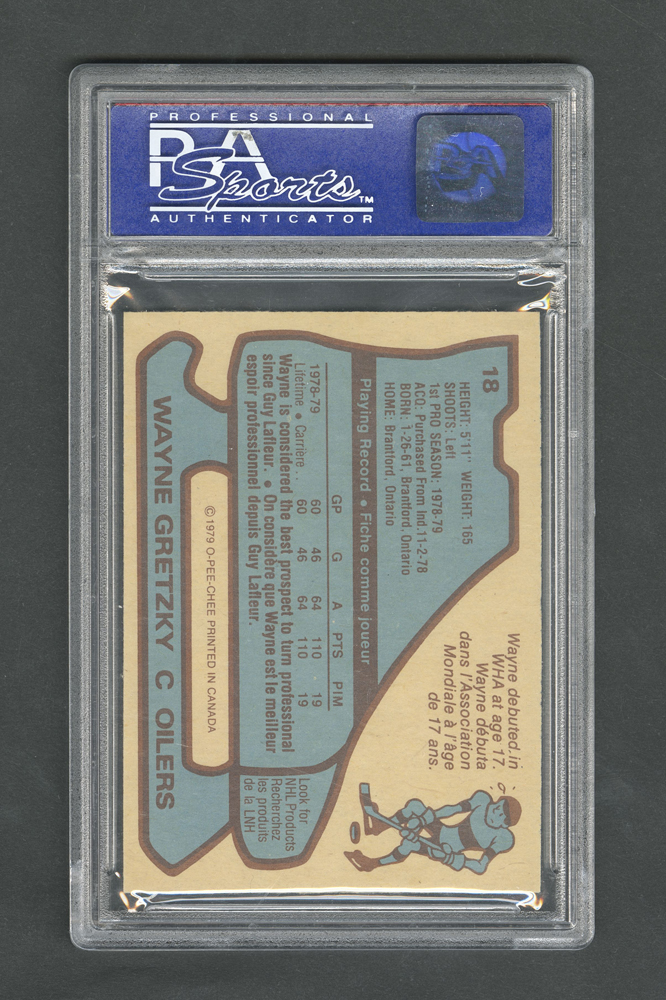 PROFESSIONAL
PSA
Sports™
AUTHENTICATOR
18
HEIGHT: 5'11" WEIGHT: 165
SHOOTS: Left
1st PRO SEASON: 1978-79
ACQ: Purchased From Ind. 11-2-78
BORN: 1-26-61, Brantford, Ontario
HOME: Brantford, Ontario
Wayne debuted in
WHA at age 17.
Wayne débuta
dans l'Association
Mondiale à l'âge
de 17 ans.
Playing Record • Fiche comme joueur
GP G A PTS PIM
1978-79 60 46 64 110 19
Lifetime • Carrière .. 60 46 64 110 19
Wayne is considered the best prospect to turn professional
since Guy Lafleur. • On considère que Wayne est le meilleur
espoir professionnel depuis Guy Lafleur.
Look for
NHL Products
Recherchez
les produits
de la LNH
© 1979 O-PEE-CHEE PRINTED IN CANADA
WAYNE GRETZKY C OILERS